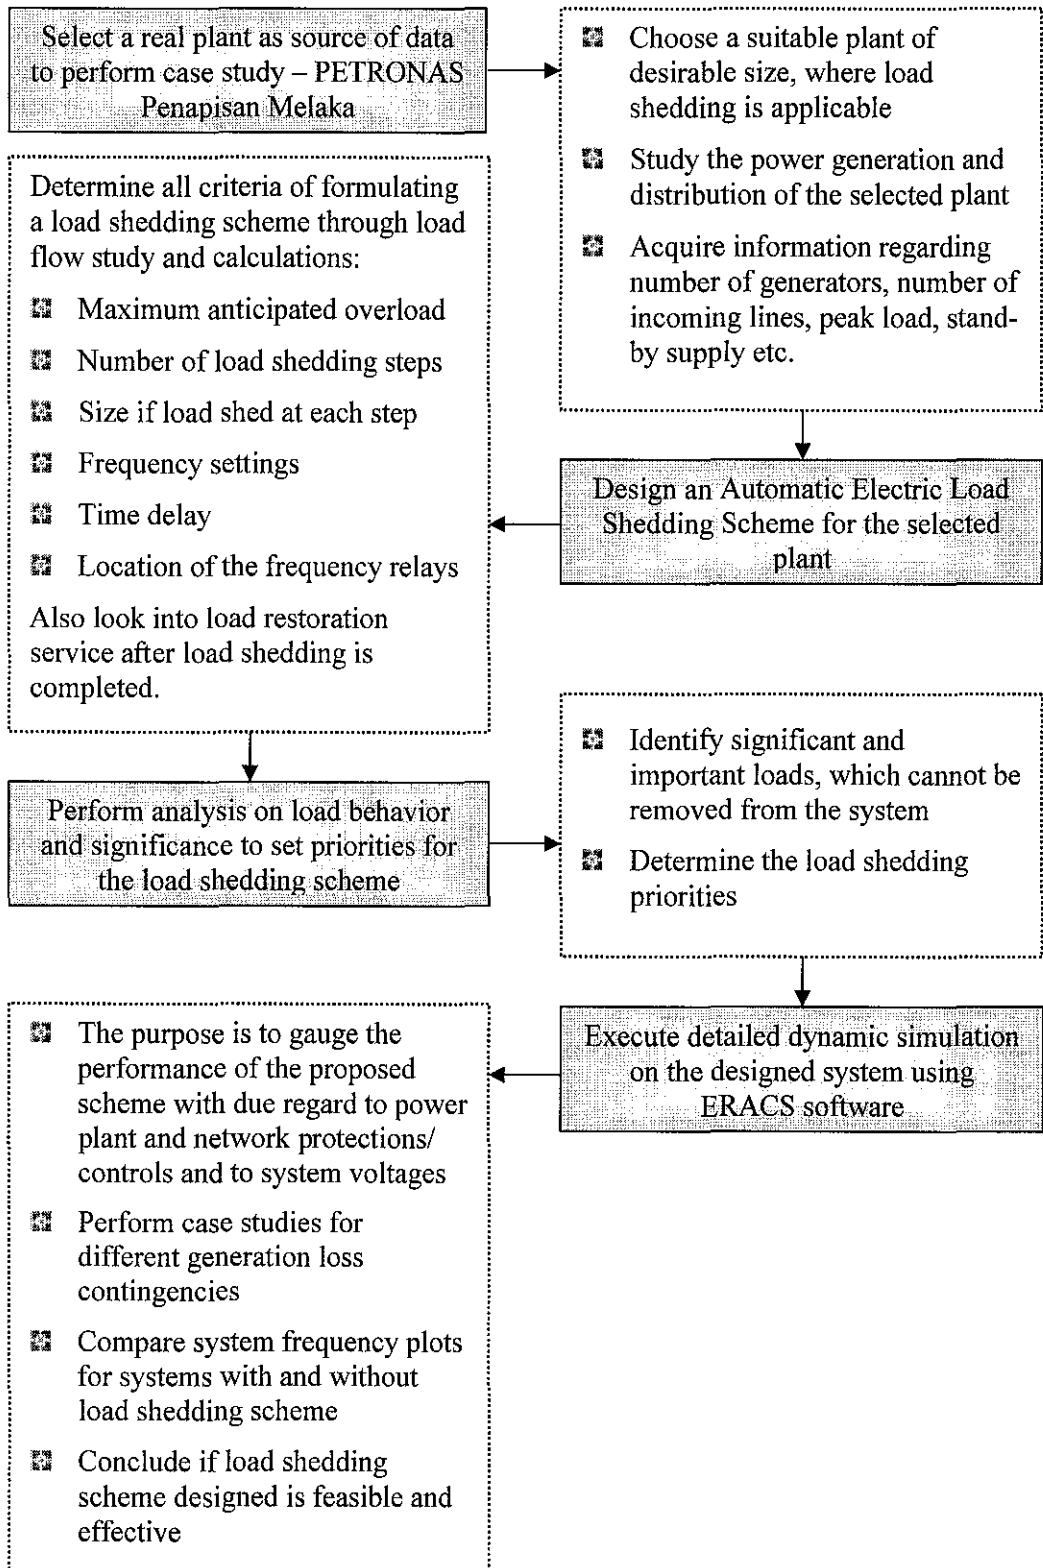 Select a real plant as source of data
to perform case study – PETRONAS
Penapisan Melaka
Choose a suitable plant of
desirable size, where load
shedding is applicable
Study the power generation and
distribution of the selected plant
Acquire information regarding
number of generators, number of
incoming lines, peak load, stand-
by supply etc.
Design an Automatic Electric Load
Shedding Scheme for the selected
plant
Determine all criteria of formulating
a load shedding scheme through load
flow study and calculations:
Maximum anticipated overload
Number of load shedding steps
Size if load shed at each step
Frequency settings
Time delay
Location of the frequency relays
Also look into load restoration
service after load shedding is
completed.
Perform analysis on load behavior
and significance to set priorities for
the load shedding scheme
Identify significant and
important loads, which cannot be
removed from the system
Determine the load shedding
priorities
Execute detailed dynamic simulation
on the designed system using
ERACS software
The purpose is to gauge the
performance of the proposed
scheme with due regard to power
plant and network protections/
controls and to system voltages
Perform case studies for
different generation loss
contingencies
Compare system frequency plots
for systems with and without
load shedding scheme
Conclude if load shedding
scheme designed is feasible and
effective